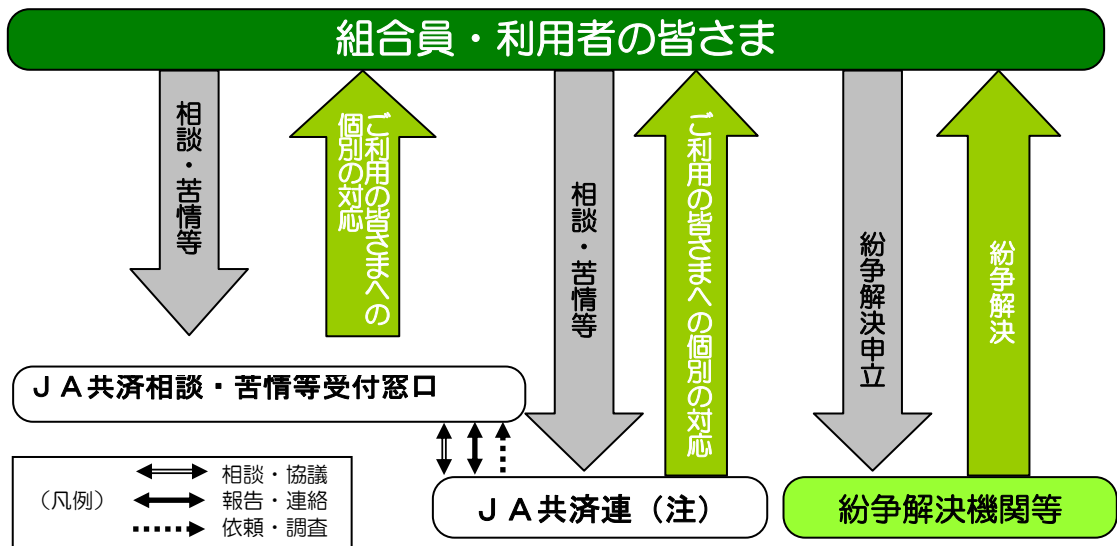 組合員・利用者の皆さま
相談・苦情等
ご利用の皆さまへの
個別の対応
相談・苦情等
ご利用の皆さまへの個別の対応
紛争解決申立
紛争解決
ＪＡ共済相談・苦情等受付窓口
（凡例）
相談・協議
報告・連絡
依頼・調査
ＪＡ共済連（注）
紛争解決機関等